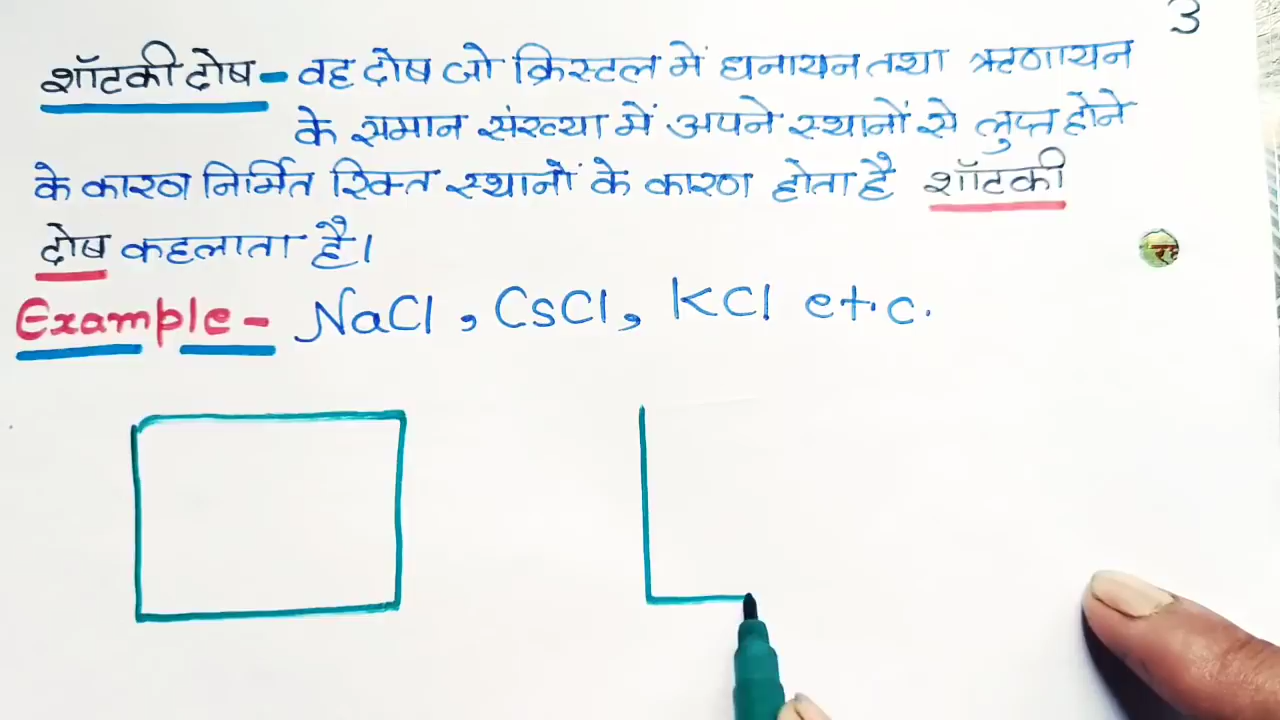 3
शॉटकी दोष - वह दोष जो क्रिस्टल में धनायन तथा ऋणायन
के समान संख्या में अपने स्थानों से लुप्त होने
के कारण निर्मित रिक्त स्थानों के कारण होता है शॉटकी
दोष कहलाता है।
Example - NaCl, CsCl, KCl et.c.